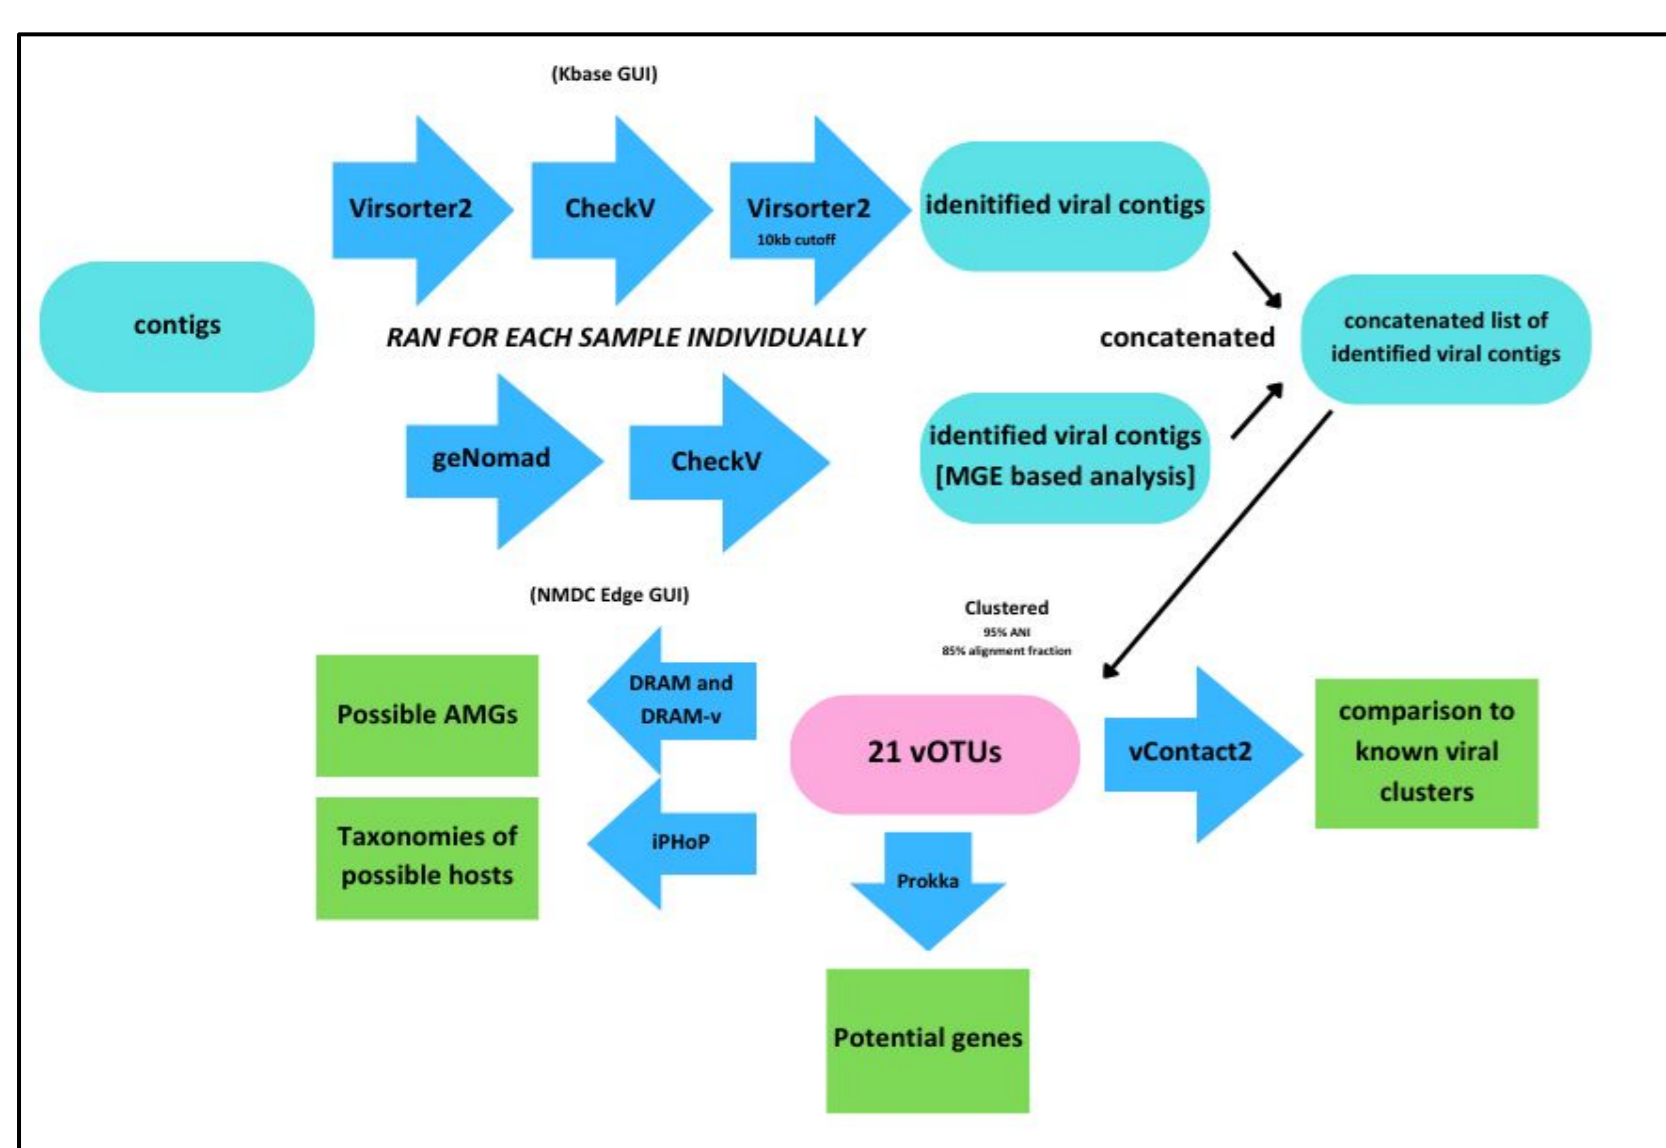 (Kbase GUI)
Virsorter2
CheckV
Virsorter2
10kb cutoff
idenitified viral contigs
contigs
RAN FOR EACH SAMPLE INDIVIDUALLY
concatenated
concatenated list of
identified viral contigs
geNomad
CheckV
identified viral contigs
[MGE based analysis]
(NMDC Edge GUI)
Clustered
95% ANI
85% alignment fraction
Possible AMGs
DRAM and
DRAM-v
21 vOTUs
vContact2
comparison to
known viral
clusters
Taxonomies of
possible hosts
iPHoP
Prokka
Potential genes